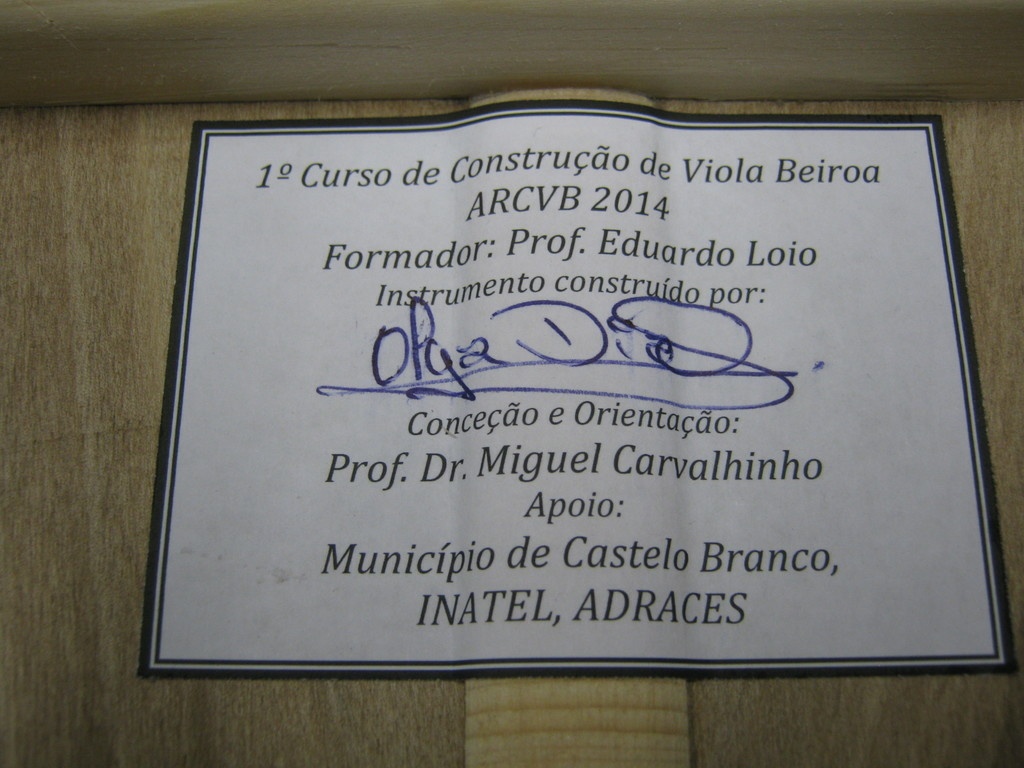 1º Curso de Construção de Viola Beiroa
ARCVB 2014
Formador: Prof. Eduardo Loio
Instrumento construído por:
Olga Dias
Conceção e Orientação:
Prof. Dr. Miguel Carvalhinho
Apoio:
Município de Castelo Branco,
INATEL, ADRACES